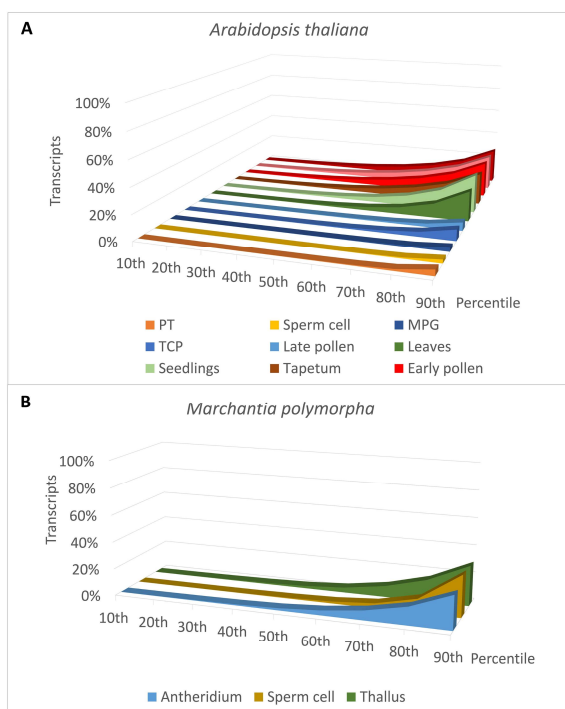 A
Arabidopsis thaliana
Transcripts
100%
80%
60%
40%
20%
0%
10th 20th 30th 40th 50th 60th 70th 80th 90th Percentile
PT Sperm cell MPG
TCP Late pollen Leaves
Seedlings Tapetum Early pollen
B
Marchantia polymorpha
Transcripts
100%
80%
60%
40%
20%
0%
10th 20th 30th 40th 50th 60th 70th 80th 90th Percentile
Antheridium Sperm cell Thallus